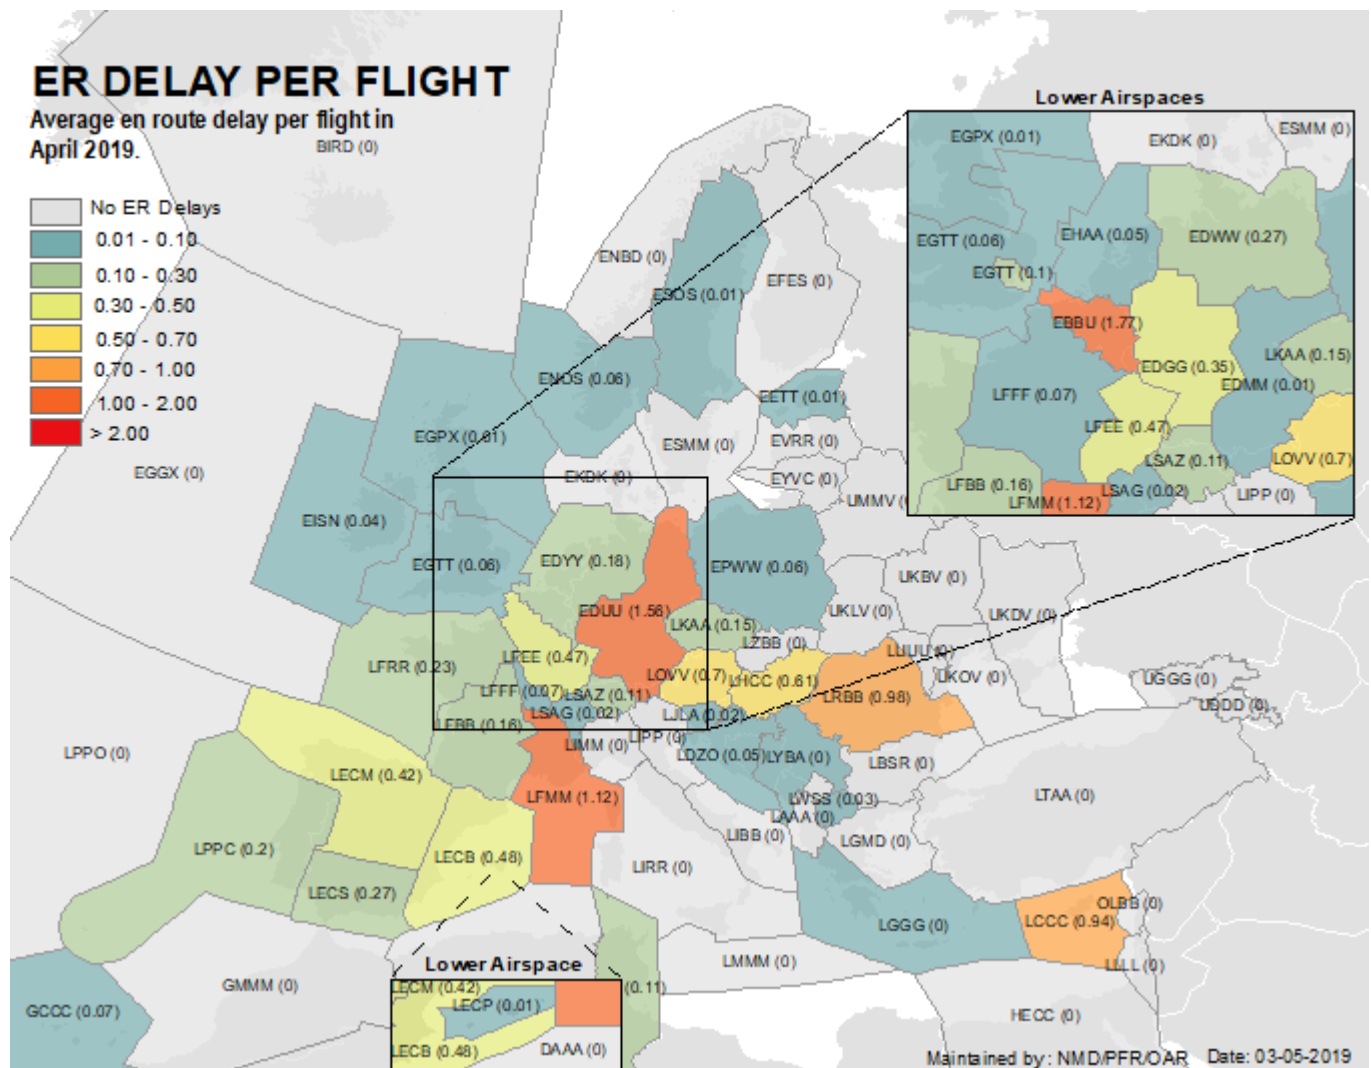 ER DELAY PER FLIGHT
Average en route delay per flight in
April 2019.
No ER Delays
0.01 - 0.10
0.10 - 0.30
0.30 - 0.50
0.50 - 0.70
0.70 - 1.00
1.00 - 2.00
> 2.00
BIRD (0)
ENBD (0)
EFES (0)
ESOS (0.01)
ENOS (0.06)
EETT (0.01)
EGPX (0.01)
ESMM (0)
EVRR (0)
EGGX (0)
EKDK (0)
EYVC (0)
UMMV (
EISN (0.04)
EGTT (0.06)
EDYY (0.18)
EPWW (0.06)
UKBV (0)
UKLV (0)
UKDV (0)
EDUU (1.56)
LKAA (0.15)
LZBB (0)
LUUU (0)
UKOV (0)
LFRR (0.23)
LFEE (0.47)
LOVV (0.7)
LHCC (0.61)
LRBB (0.98)
UGGG (0)
UDDD (0)
LFFF (0.07)
LSAZ (0.11)
LSAG (0.02)
LJLA (0.02)
LFBB (0.16)
LIMM (0)
LIPP (0)
LPPO (0)
LDZO (0.05)
LYBA (0)
LBSR (0)
LECM (0.42)
LFMM (1.12)
LWSS (0.03)
LAAA (0)
LTAA (0)
LIBB (0)
LGMD (0)
LPPC (0.2)
LECB (0.48)
LECS (0.27)
LIRR (0)
OLBB (0)
LGGG (0)
LCCC (0.94)
LLLL (0)
LMMM (0)
GMMM (0)
(0.11)
GCCC (0.07)
HECC (0)
Lower Airspace
LECM (0.42)
LECP (0.01)
LECB (0.48)
DAAA (0)
Lower Airspaces
EGPX (0.01)
EKDK (0)
ESMM (0)
EGTT (0.06)
EHAA (0.05)
EDWW (0.27)
EGTT (0.1)
EBBU (1.77)
EDGG (0.35)
LKAA (0.15)
EDMM (0.01)
LFFF (0.07)
LFEE (0.47)
LSAZ (0.11)
LOVV (0.7)
LFBB (0.16)
LSAG (0.02)
LIPP (0)
LFMM (1.12)
Maintained by: NMD/PFR/OAR Date: 03-05-2019